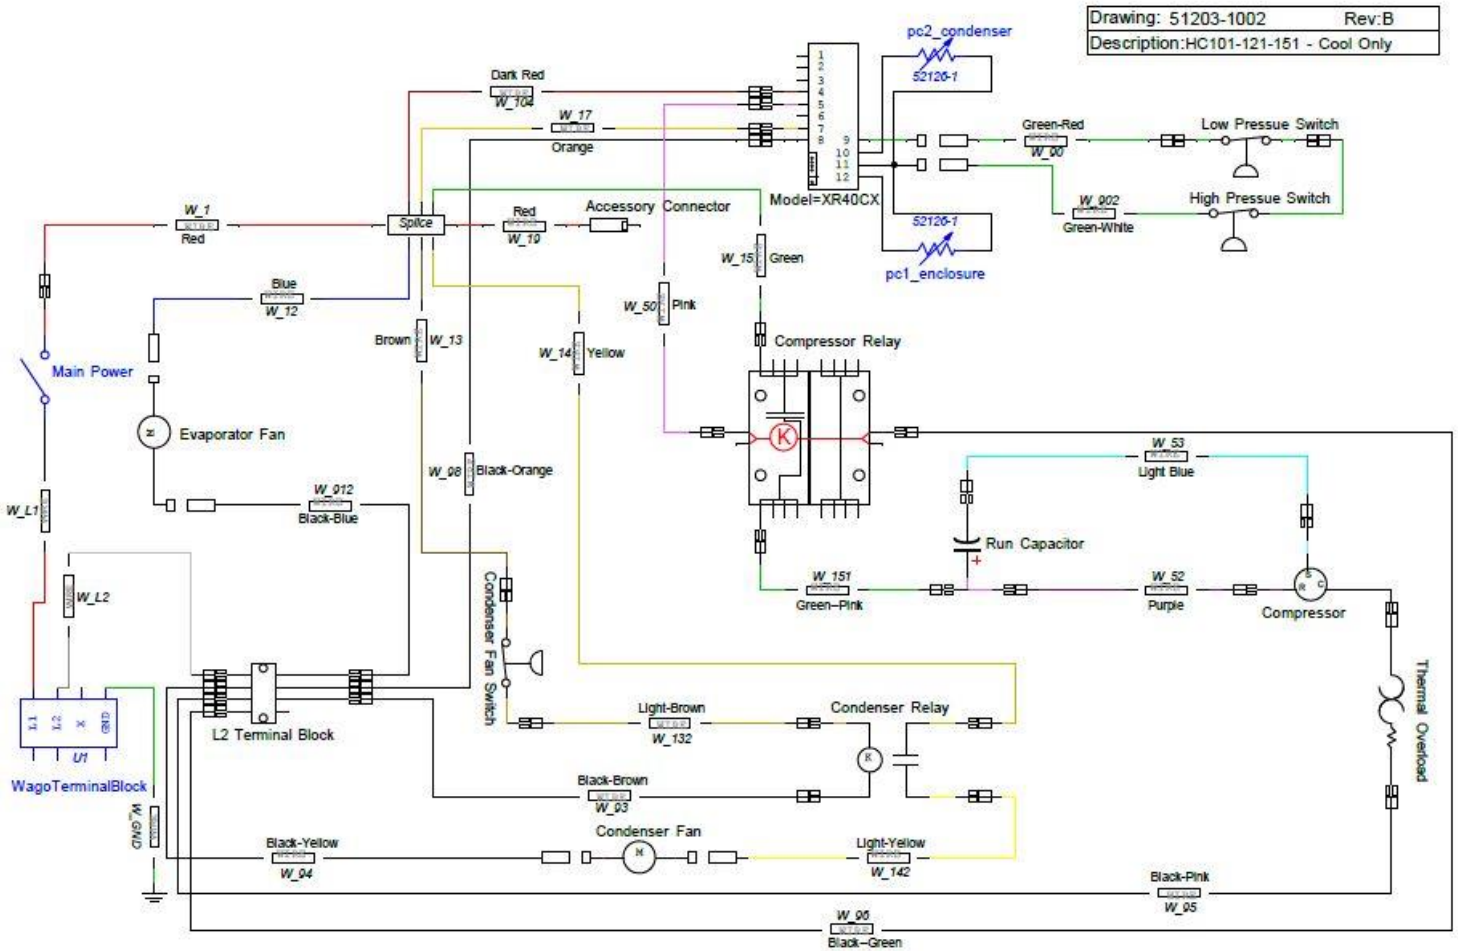 Drawing: 51203-1002 Rev:B
Description:HC101-121-151 - Cool Only
pc2_condenser
52126-1
1
2
3
4
5
6
7
8
9
10
11
12
Model=XR40CX
Dark Red
W_104
W_17
Orange
Green-Red
W_90
Low Pressue Switch
W_902
Green-White
High Pressue Switch
52126-1
pc1_enclosure
W_1
Red
Splice
Red
W_19
Accessory Connector
W_15
Green
Blue
W_12
W_50
Pink
Brown
W_13
W_14
Yellow
Compressor Relay
K
Main Power
M
Evaporator Fan
W_98
Black-Orange
W_53
Light Blue
W_L1
W_912
Black-Blue
Run Capacitor
+
W_L2
Condenser Fan Switch
W_151
Green-Pink
W_52
Purple
S
R
C
Compressor
Thermal Overload
L1
L2
X
GND
U1
WagoTerminalBlock
L2 Terminal Block
Light-Brown
W_132
Condenser Relay
K
Black-Brown
W_93
W_GND
Black-Yellow
W_94
Condenser Fan
M
Light-Yellow
W_142
Black-Pink
W_95
W_96
Black-Green